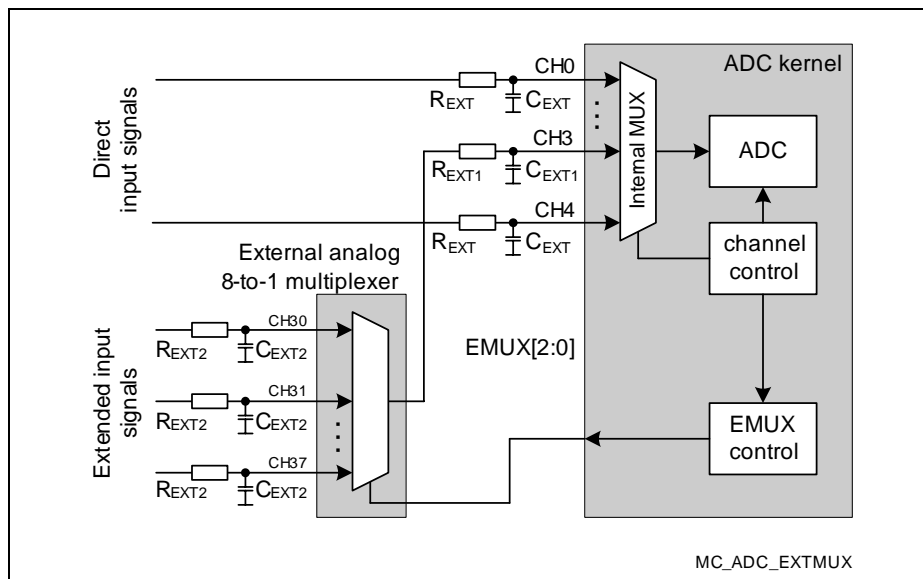 ADC kernel
CH0
REXT
CEXT
⋮
Internal MUX
ADC
Direct
input signals
CH3
REXT1
CEXT1
CH4
REXT
CEXT
channel
control
External analog
8-to-1 multiplexer
EMUX[2:0]
Extended input
signals
CH30
REXT2
CEXT2
CH31
REXT2
CEXT2
⋮
CH37
REXT2
CEXT2
EMUX
control
MC_ADC_EXTMUX